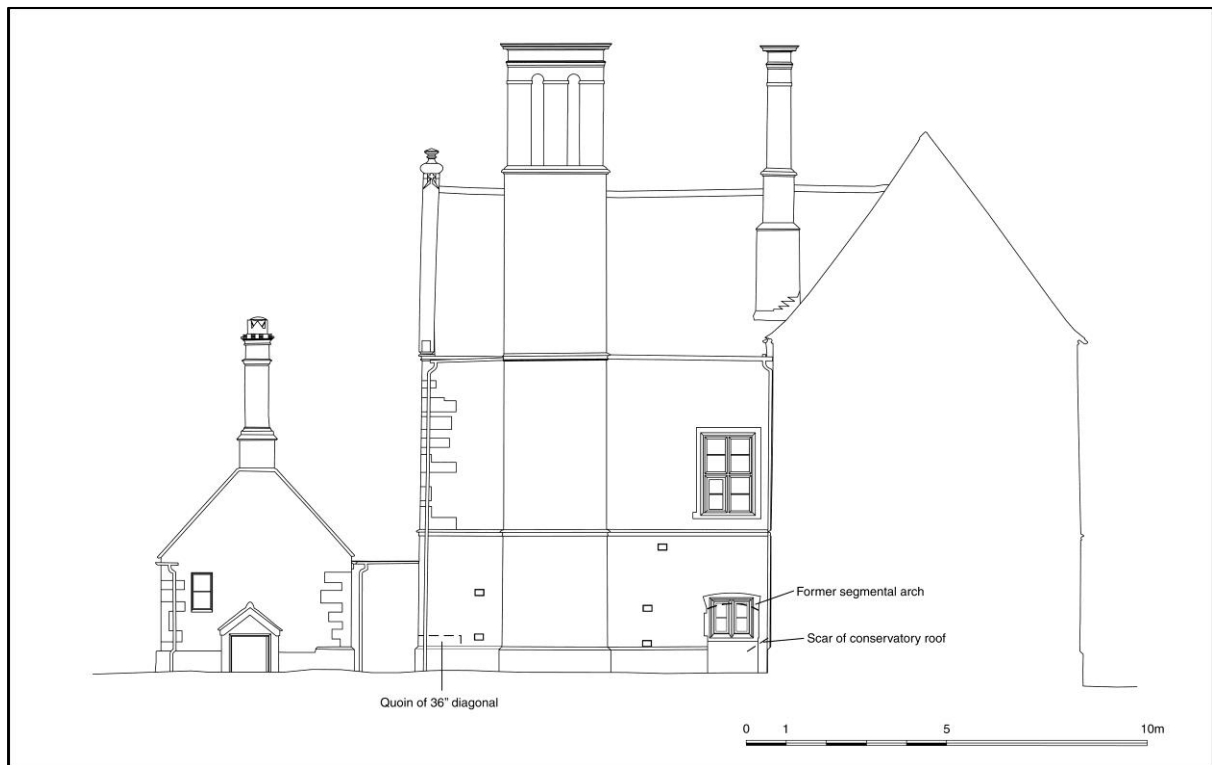 Former segmental arch
Scar of conservatory roof
Quoin of 36" diagonal
0 1 5 10m